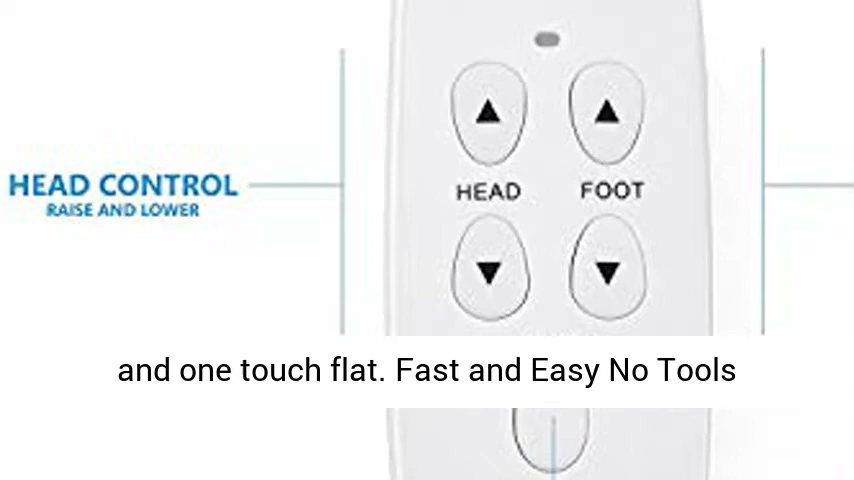 HEAD CONTROL
RAISE AND LOWER
HEAD FOOT
and one touch flat. Fast and Easy No Tools